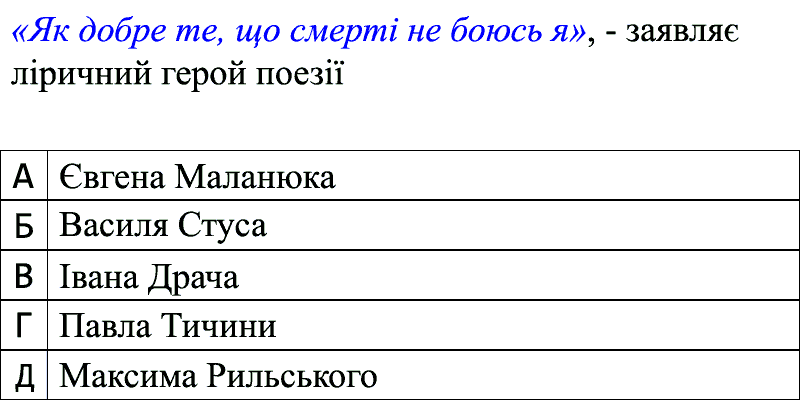 «Як добре те, що смерті не боюсь я», - заявляє
ліричний герой поезії
А Євгена Маланюка
Б Василя Стуса
В Івана Драча
Г Павла Тичини
Д Максима Рильського